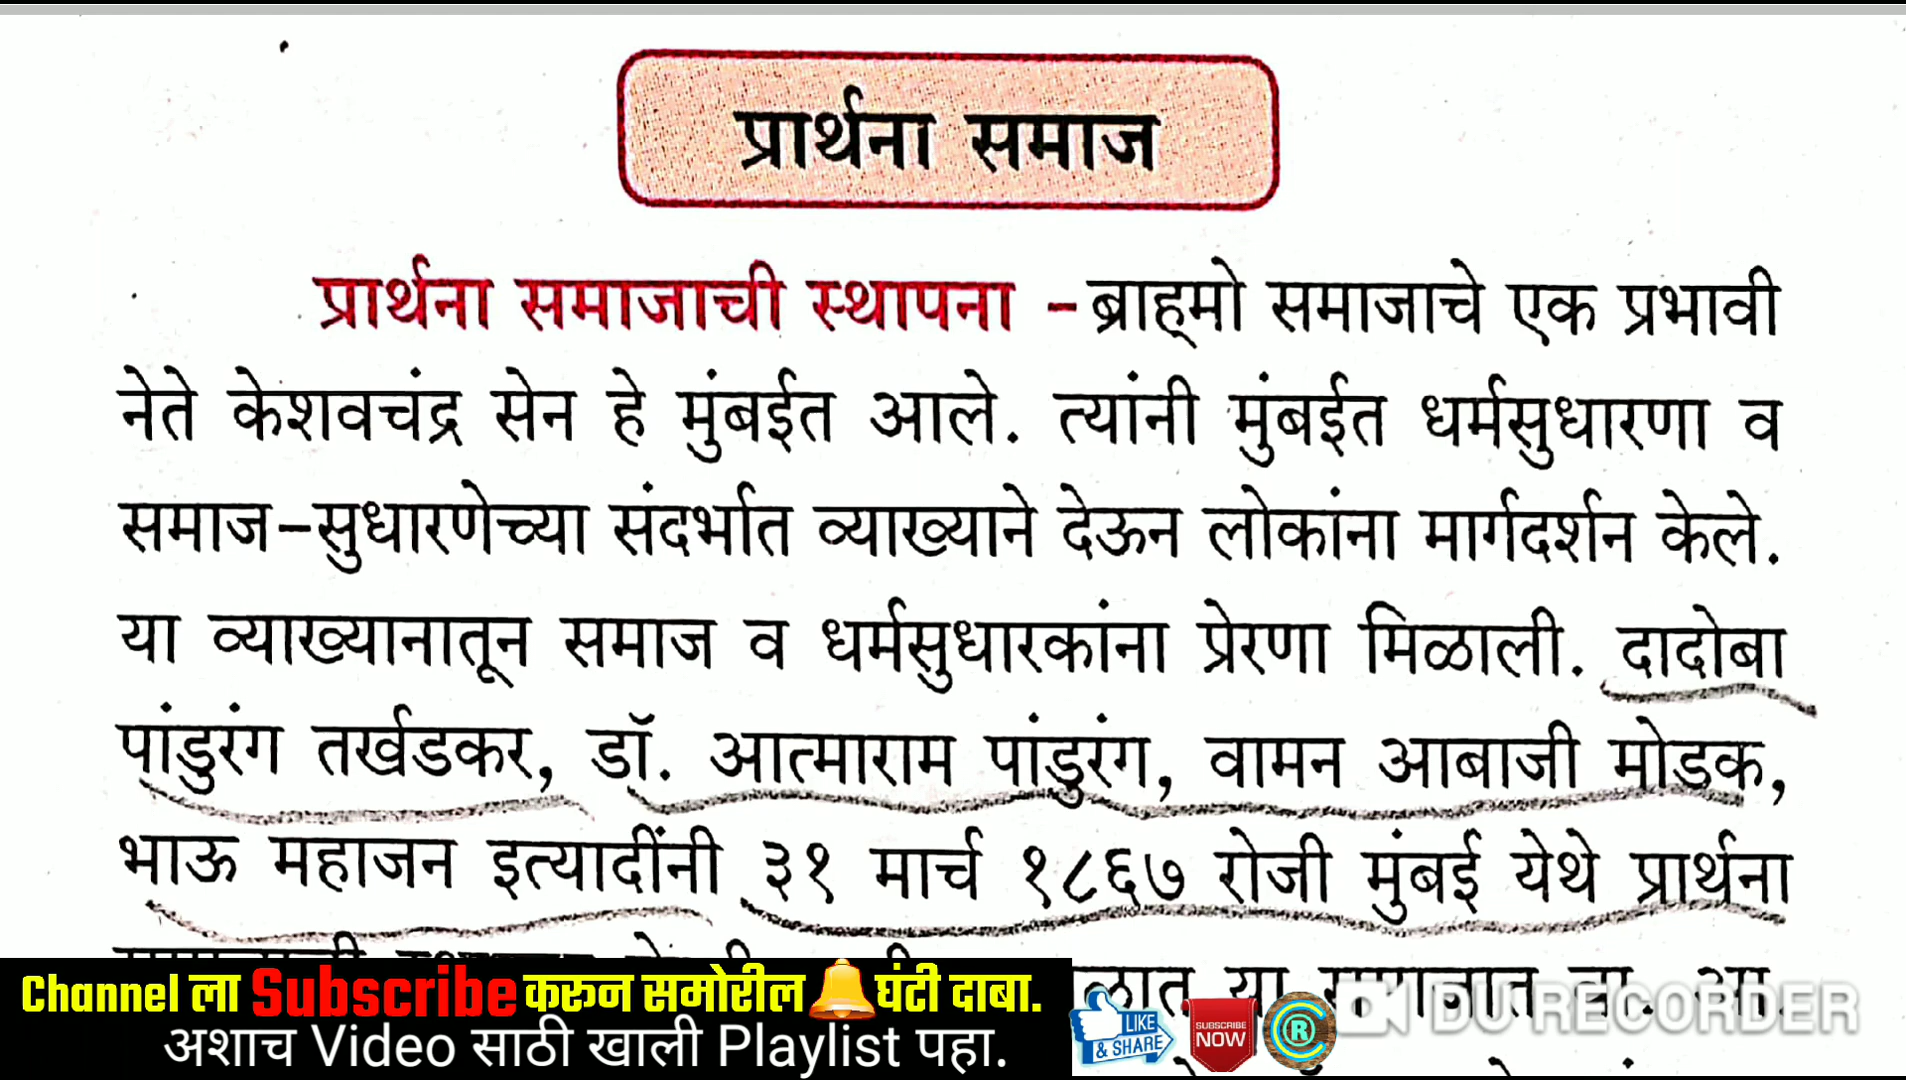 प्रार्थना समाज
प्रार्थना समाजाची स्थापना – ब्राह्मो समाजाचे एक प्रभावी
नेते केशवचंद्र सेन हे मुंबईत आले. त्यांनी मुंबईत धर्मसुधारणा व
समाज–सुधारणेच्या संदर्भात व्याख्याने देऊन लोकांना मार्गदर्शन केले.
या व्याख्यानातून समाज व धर्मसुधारकांना प्रेरणा मिळाली. दादोबा
पांडुरंग तर्खडकर, डॉ. आत्माराम पांडुरंग, वामन आबाजी मोडक,
भाऊ महाजन इत्यादींनी ३१ मार्च १८६७ रोजी मुंबई येथे प्रार्थना
या
Channel ला Subscribe करून समोरील घंटी दाबा.
अशाच Video साठी खाली Playlist पहा.
LIKE
& SHARE
SUBSCRIBE
NOW
R
DU RECORDER